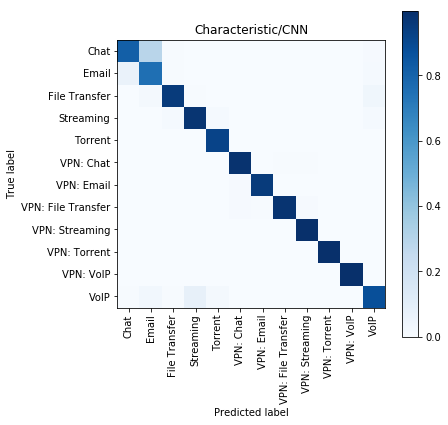 Characteristic/CNN
True label
Chat
Email
File Transfer
Streaming
Torrent
VPN: Chat
VPN: Email
VPN: File Transfer
VPN: Streaming
VPN: Torrent
VPN: VoIP
VoIP
Chat
Email
File Transfer
Streaming
Torrent
VPN: Chat
VPN: Email
VPN: File Transfer
VPN: Streaming
VPN: Torrent
VPN: VoIP
VoIP
Predicted label
0.8
0.6
0.4
0.2
0.0